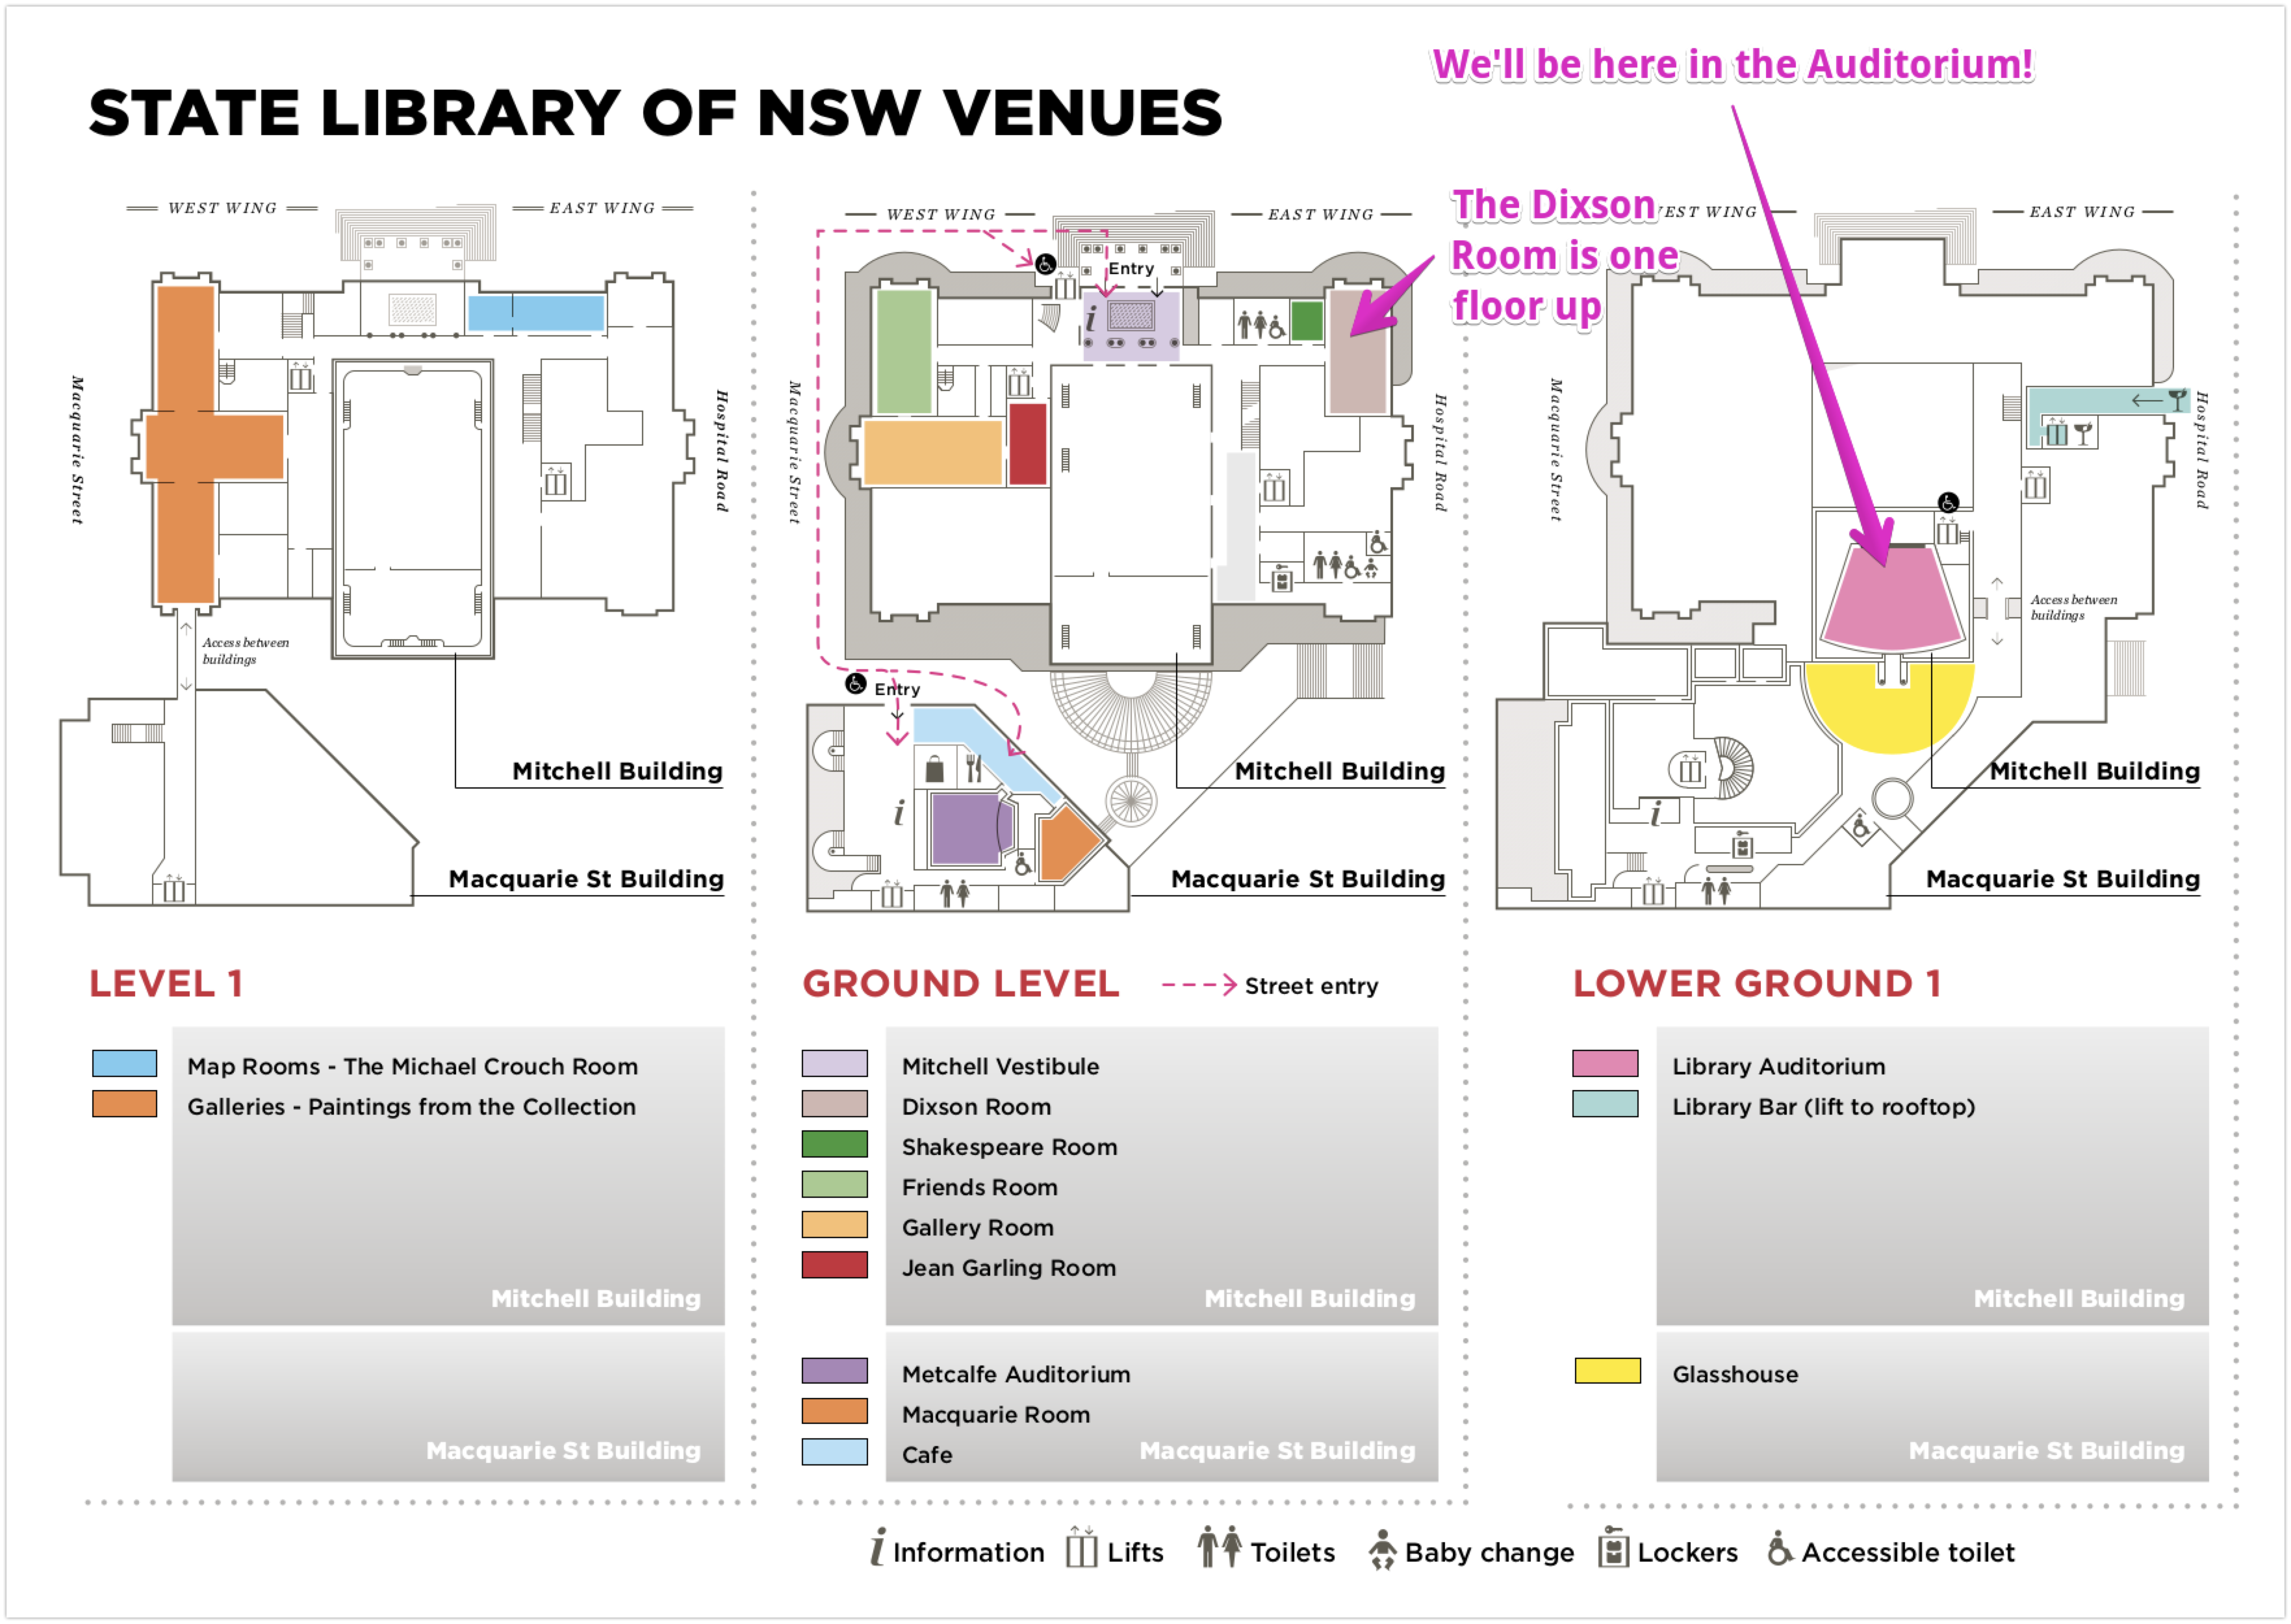 We'll be here in the Auditorium!
STATE LIBRARY OF NSW VENUES
The Dixson
Room is one
floor up
WEST WING
EAST WING
Macquarie Street
Hospital Road
Access between
buildings
Mitchell Building
Macquarie St Building
WEST WING
EAST WING
Entry
i
Macquarie Street
Hospital Road
Entry
i
Mitchell Building
Macquarie St Building
EST WING
EAST WING
Macquarie Street
Hospital Road
Access between
buildings
i
Mitchell Building
Macquarie St Building
LEVEL 1
Map Rooms - The Michael Crouch Room
Galleries - Paintings from the Collection
Mitchell Building
Macquarie St Building
GROUND LEVEL
Street entry
Mitchell Vestibule
Dixson Room
Shakespeare Room
Friends Room
Gallery Room
Jean Garling Room
Mitchell Building
Metcalfe Auditorium
Macquarie Room
Cafe
Macquarie St Building
LOWER GROUND 1
Library Auditorium
Library Bar (lift to rooftop)
Mitchell Building
Glasshouse
Macquarie St Building
i Information
Lifts
Toilets
Baby change
Lockers
Accessible toilet